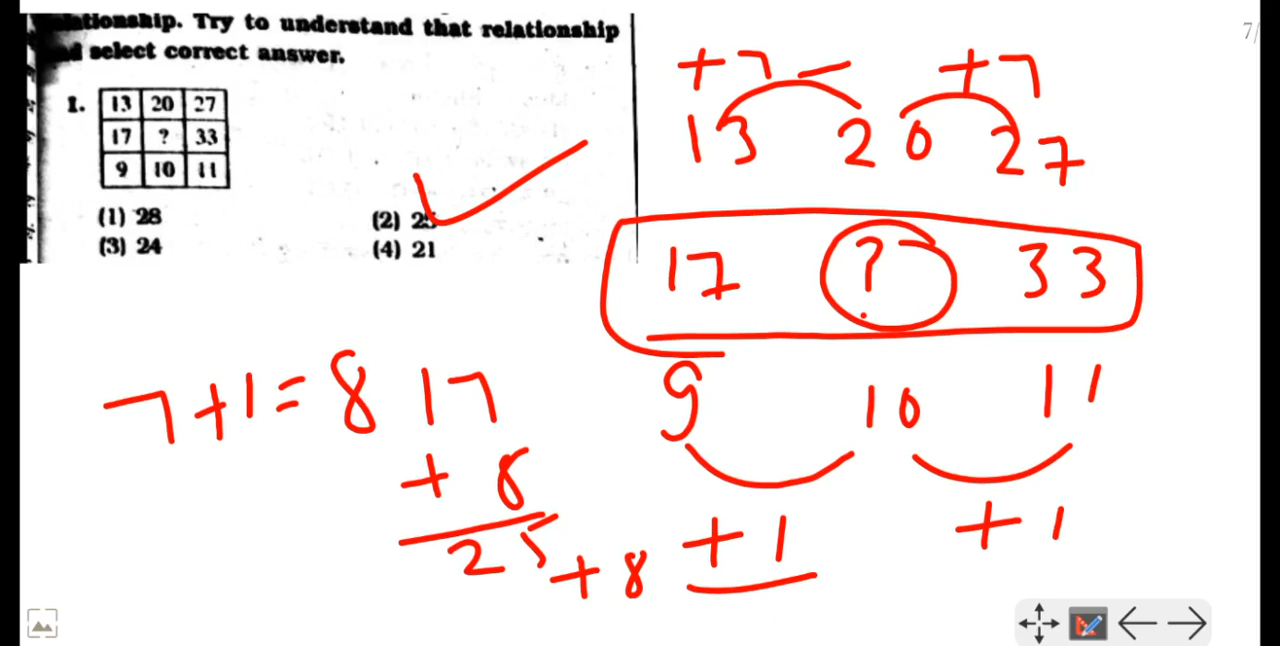 relationship. Try to understand that relationship
select correct answer.
1.
13 20 27
17 ? 33
9 10 11
(1) 28 (2) 25
(3) 24 (4) 21
7/
+7 +7
13 20 27
17 ? 33
9 10 11
+1 +1
7+1=8
17
+ 8
25
+8